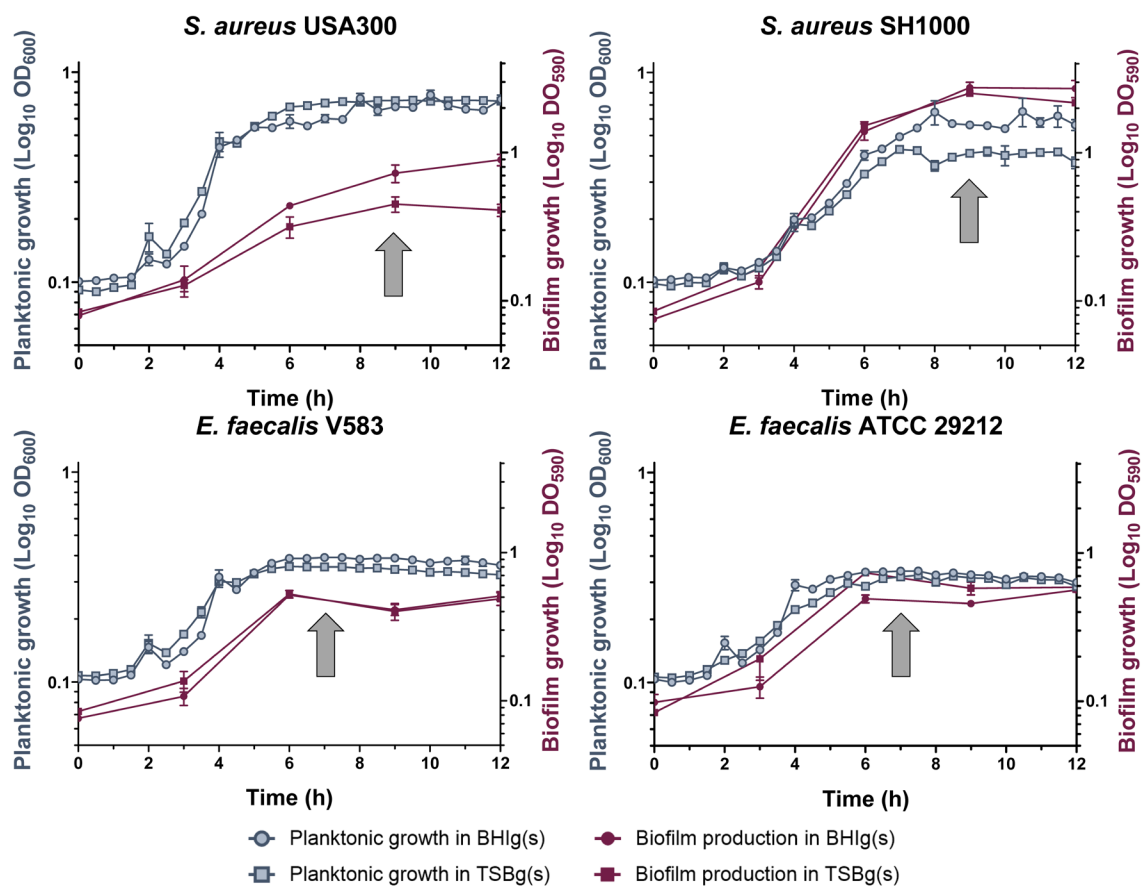 S. aureus USA300
Planktonic growth (Log10 OD600)
1
0.1
Biofilm growth (Log10 DO590)
1
0.1
0 2 4 6 8 10 12
Time (h)
S. aureus SH1000
Planktonic growth (Log10 OD600)
1
0.1
Biofilm growth (Log10 DO590)
1
0.1
0 2 4 6 8 10 12
Time (h)
E. faecalis V583
Planktonic growth (Log10 OD600)
1
0.1
Biofilm growth (Log10 DO590)
1
0.1
0 2 4 6 8 10 12
Time (h)
E. faecalis ATCC 29212
Planktonic growth (Log10 OD600)
1
0.1
Biofilm growth (Log10 DO590)
1
0.1
0 2 4 6 8 10 12
Time (h)
Planktonic growth in BHIg(s)
Biofilm production in BHIg(s)
Planktonic growth in TSBg(s)
Biofilm production in TSBg(s)